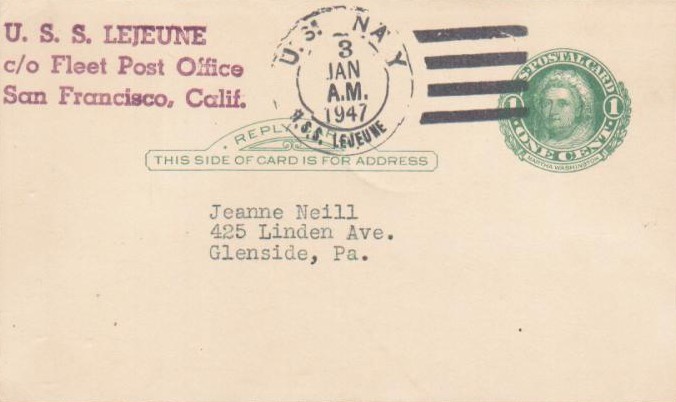 U. S. S. LEJEUNE
c/o Fleet Post Office
San Francisco, Calif.
U.S. NAVY
3
JAN
A.M.
1947
U.S.S. LEJEUNE
U·S·POSTAL CARD
1 1
ONE CENT
MARTHA WASHINGTON
REPLY CARD
THIS SIDE OF CARD IS FOR ADDRESS
Jeanne Neill
425 Linden Ave.
Glenside, Pa.